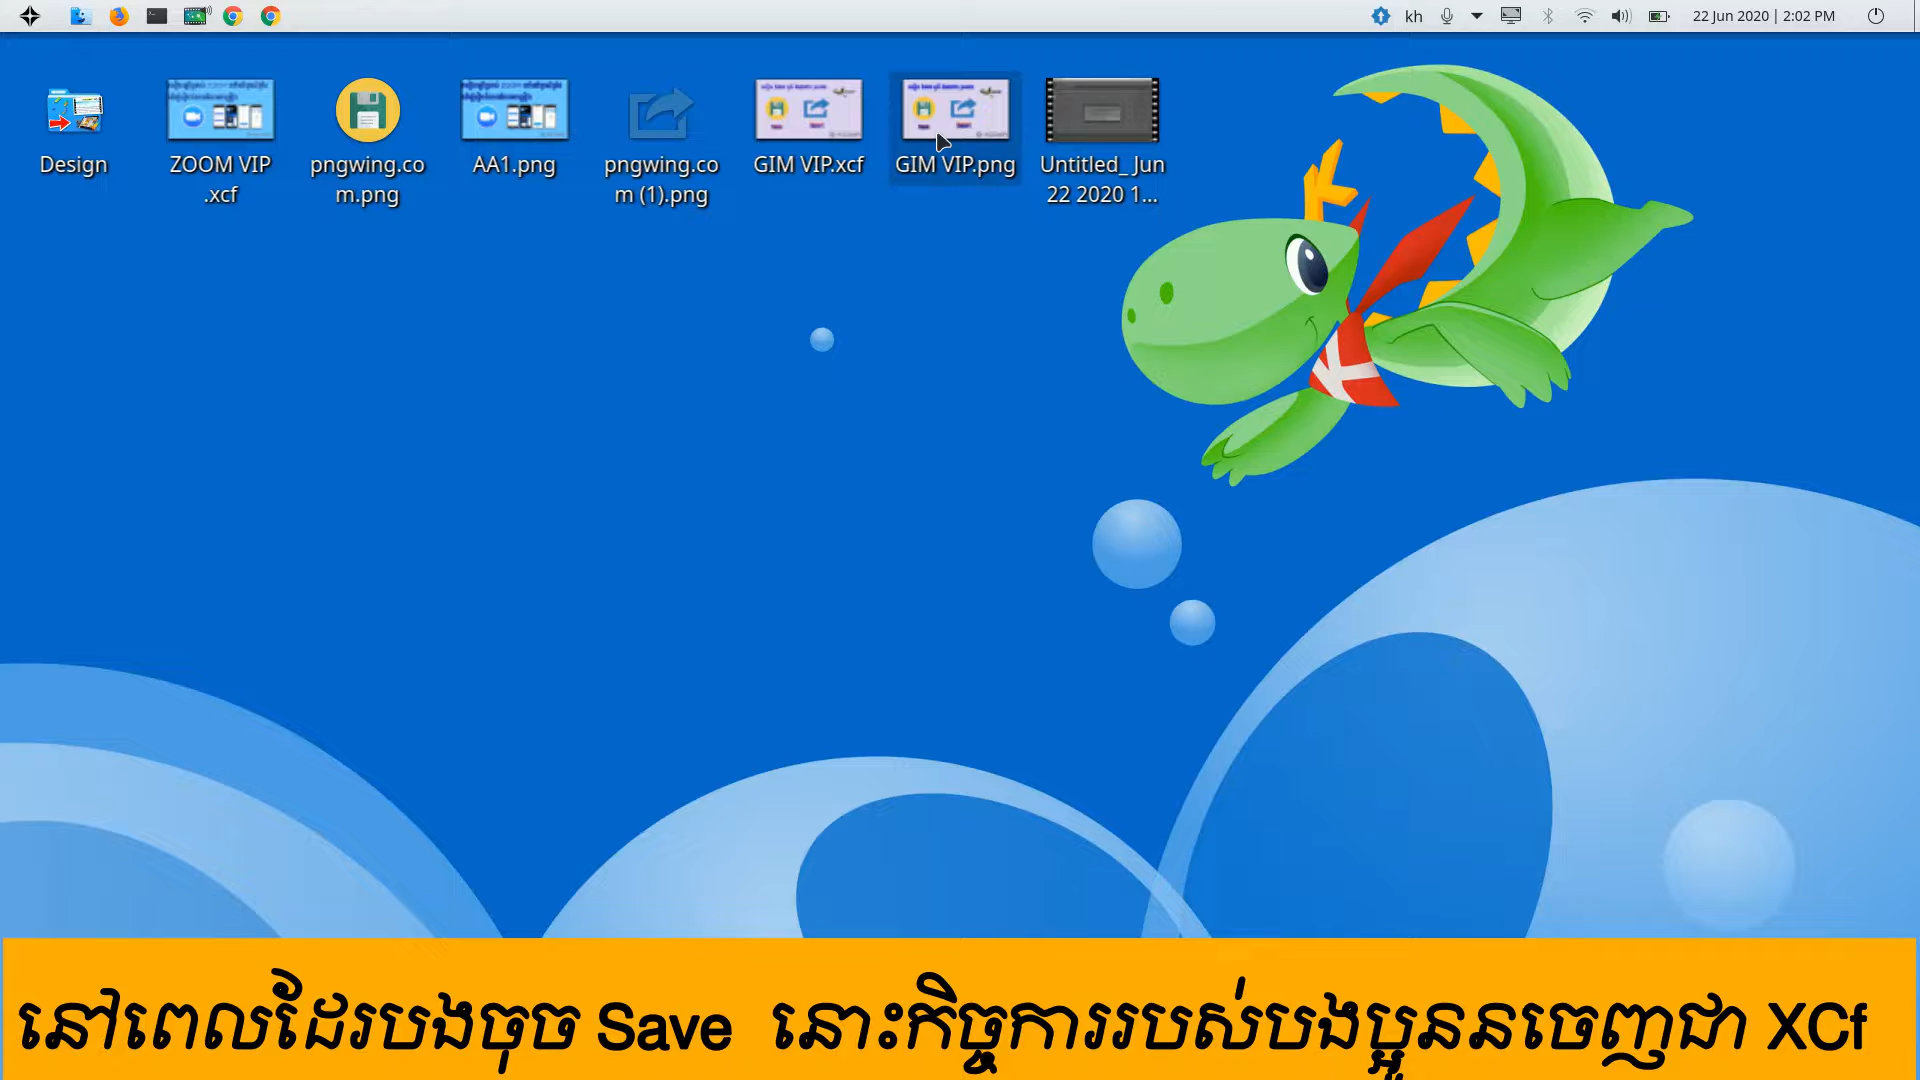 kh
22 Jun 2020 | 2:02 PM
Design
ZOOM VIP
.xcf
pngwing.co
m.png
AA1.png
pngwing.co
m (1).png
GIM VIP.xcf
GIM VIP.png
Untitled_ Jun
22 2020 1...
នៅពេលដែរបងចុច Save នោះកិច្ចការរបស់បងប្អូននចេញជា XCf